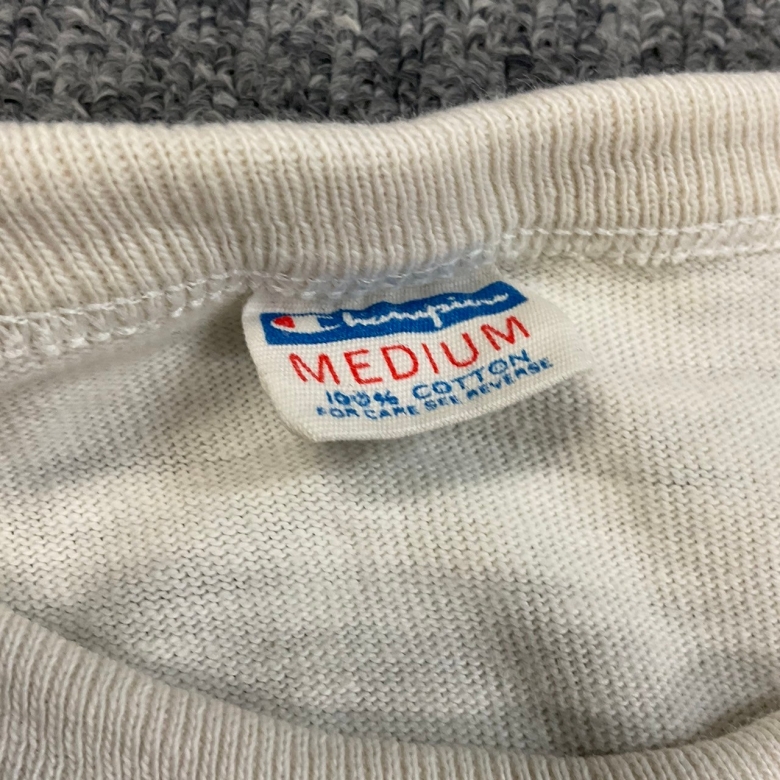 Champion
MEDIUM
100% COTTON
FOR CARE SEE REVERSE